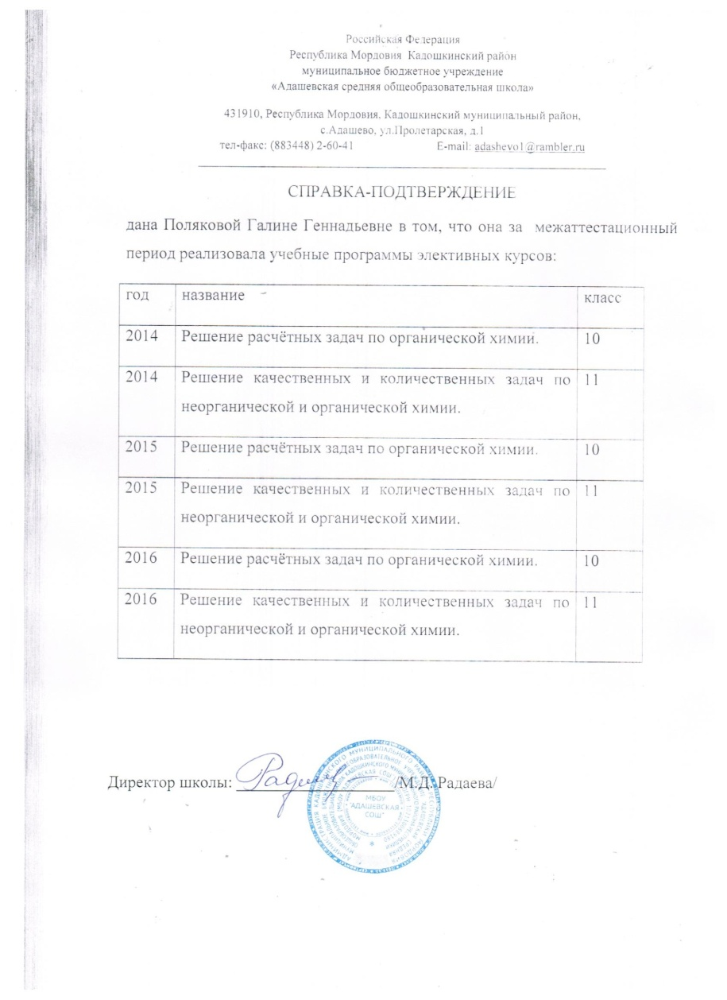 Российская Федерация
Республика Мордовия Кадошкинский район
муниципальное бюджетное учреждение
«Адашевская средняя общеобразовательная школа»
431910, Республика Мордовия, Кадошкинский муниципальный район,
с.Адашево, ул.Пролетарская, д.1
тел-факс: (883448) 2-60-41 E-mail: adashevo1@rambler.ru
СПРАВКА-ПОДТВЕРЖДЕНИЕ
дана Поляковой Галине Геннадьевне в том, что она за межаттестационный
период реализовала учебные программы элективных курсов:
год название класс
2014 Решение расчётных задач по органической химии. 10
2014 Решение качественных и количественных задач по 11
неорганической и органической химии.
2015 Решение расчётных задач по органической химии. 10
2015 Решение качественных и количественных задач по 11
неорганической и органической химии.
2016 Решение расчётных задач по органической химии. 10
2016 Решение качественных и количественных задач по 11
неорганической и органической химии.
Директор школы: /М.Д. Радаева/
МБОУ
"АДАШЕВСКАЯ
СОШ"